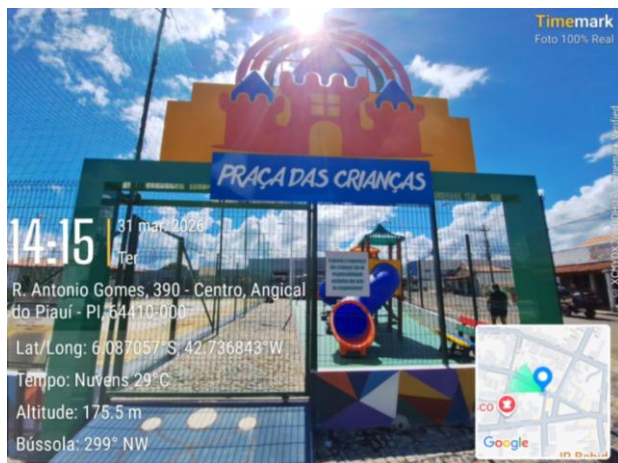 Timemark
Foto 100% Real
PRAÇA DAS CRIANÇAS
14:15
31 mar. 2026
Ter
R. Antonio Gomes, 390 - Centro, Angical
do Piauí - PI, 64410-000
Lat/Long: 6.087057°S, 42.736843°W
Tempo: Nuvens 29°C
Altitude: 175.5 m
Bússola: 299° NW
co
Google